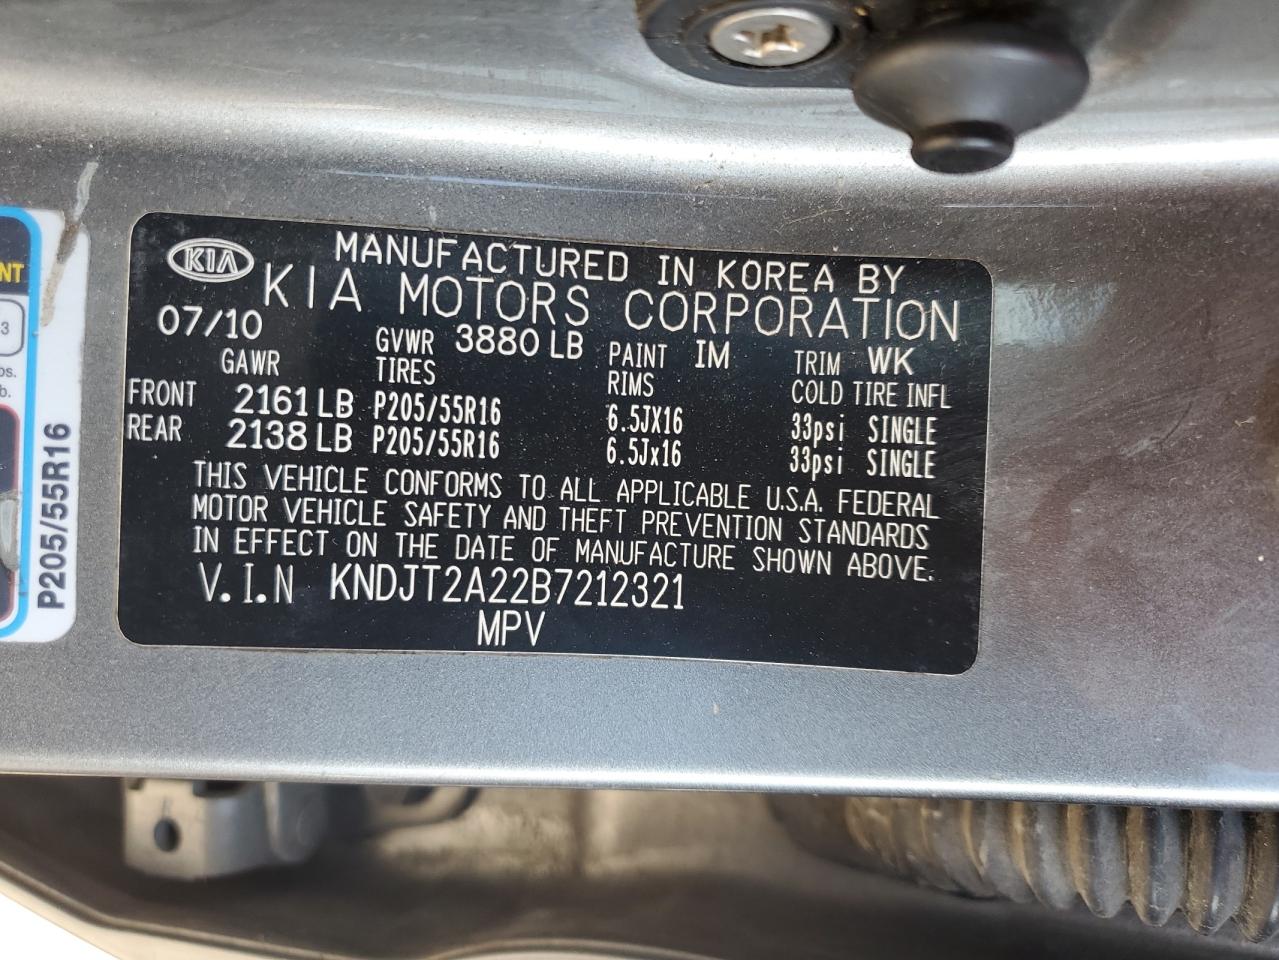 KIA
MANUFACTURED IN KOREA BY
KIA MOTORS CORPORATION
07/10 GVWR 3880 LB PAINT IM TRIM WK
GAWR TIRES RIMS COLD TIRE INFL
FRONT 2161 LB P205/55R16 6.5JX16 33psi SINGLE
REAR 2138 LB P205/55R16 6.5Jx16 33psi SINGLE
THIS VEHICLE CONFORMS TO ALL APPLICABLE U.S.A. FEDERAL
MOTOR VEHICLE SAFETY AND THEFT PREVENTION STANDARDS
IN EFFECT ON THE DATE OF MANUFACTURE SHOWN ABOVE.
V.I.N KNDJT2A22B7212321
MPV
NT
3
os.
b.
P205/55R16